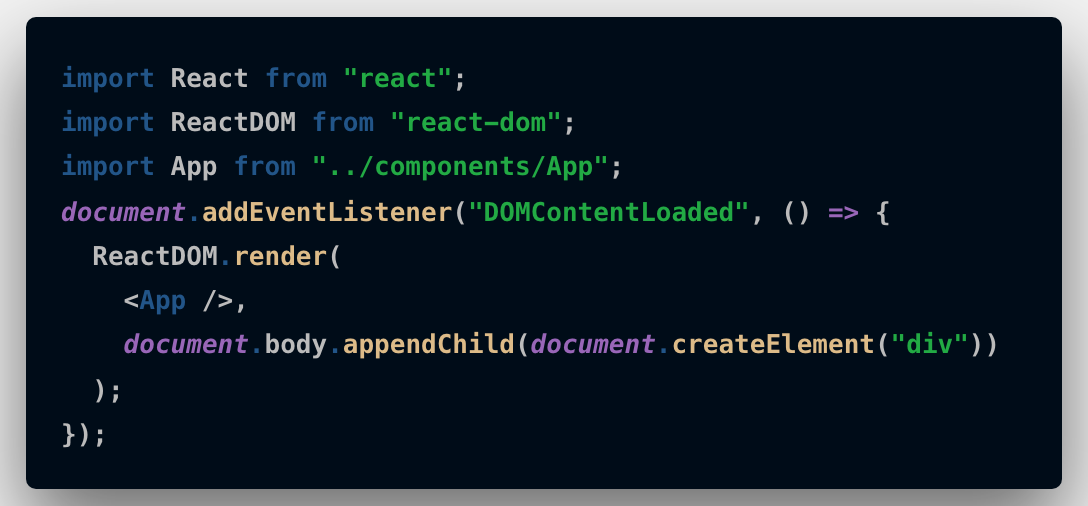 import React from "react";
import ReactDOM from "react-dom";
import App from "../components/App";
document.addEventListener("DOMContentLoaded", () => {
  ReactDOM.render(
    <App />,
    document.body.appendChild(document.createElement("div"))
  );
});